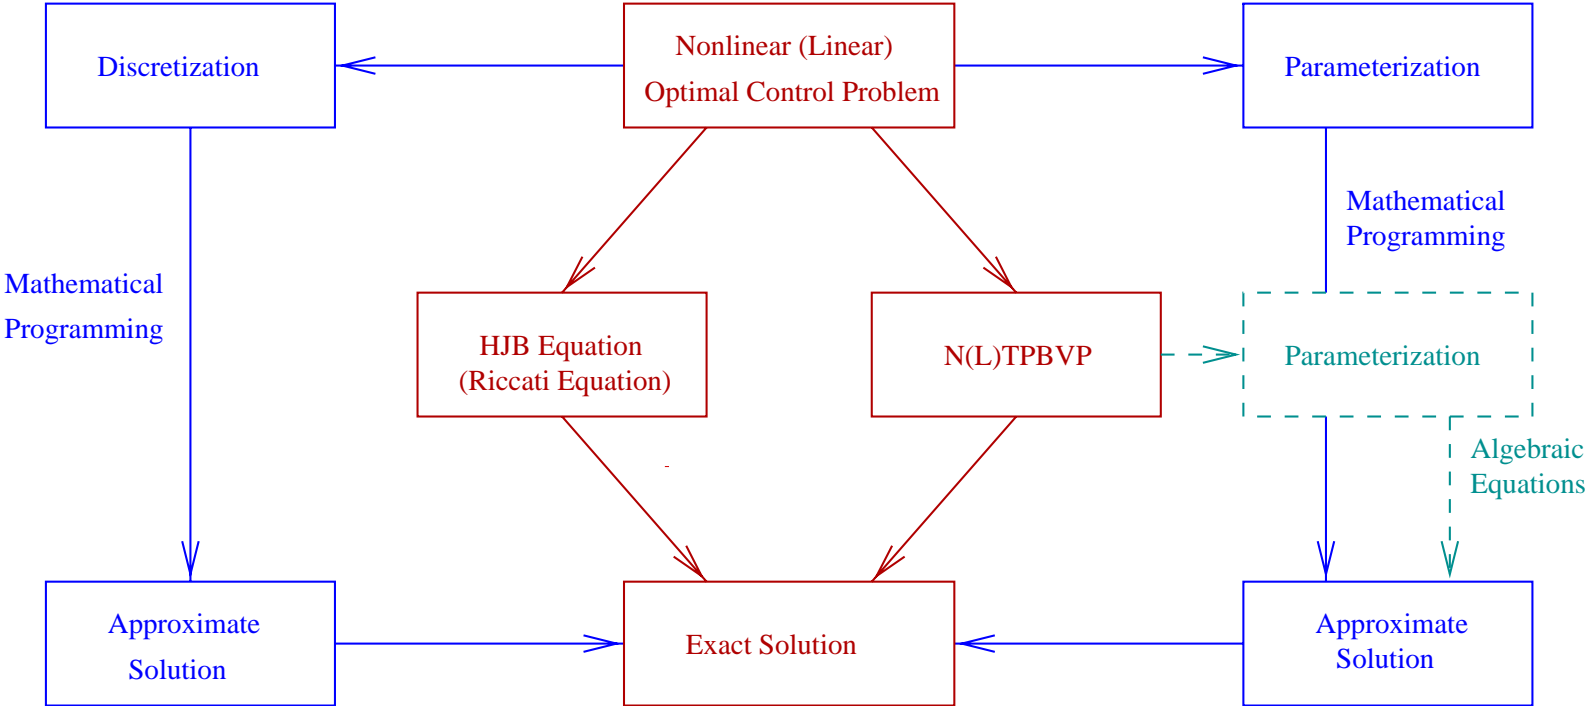 Discretization
Nonlinear (Linear)
Optimal Control Problem
Parameterization
Mathematical
Programming
Mathematical
Programming
HJB Equation
(Riccati Equation)
N(L)TPBVP
Parameterization
Algebraic
Equations
Approximate
Solution
Exact Solution
Approximate
Solution